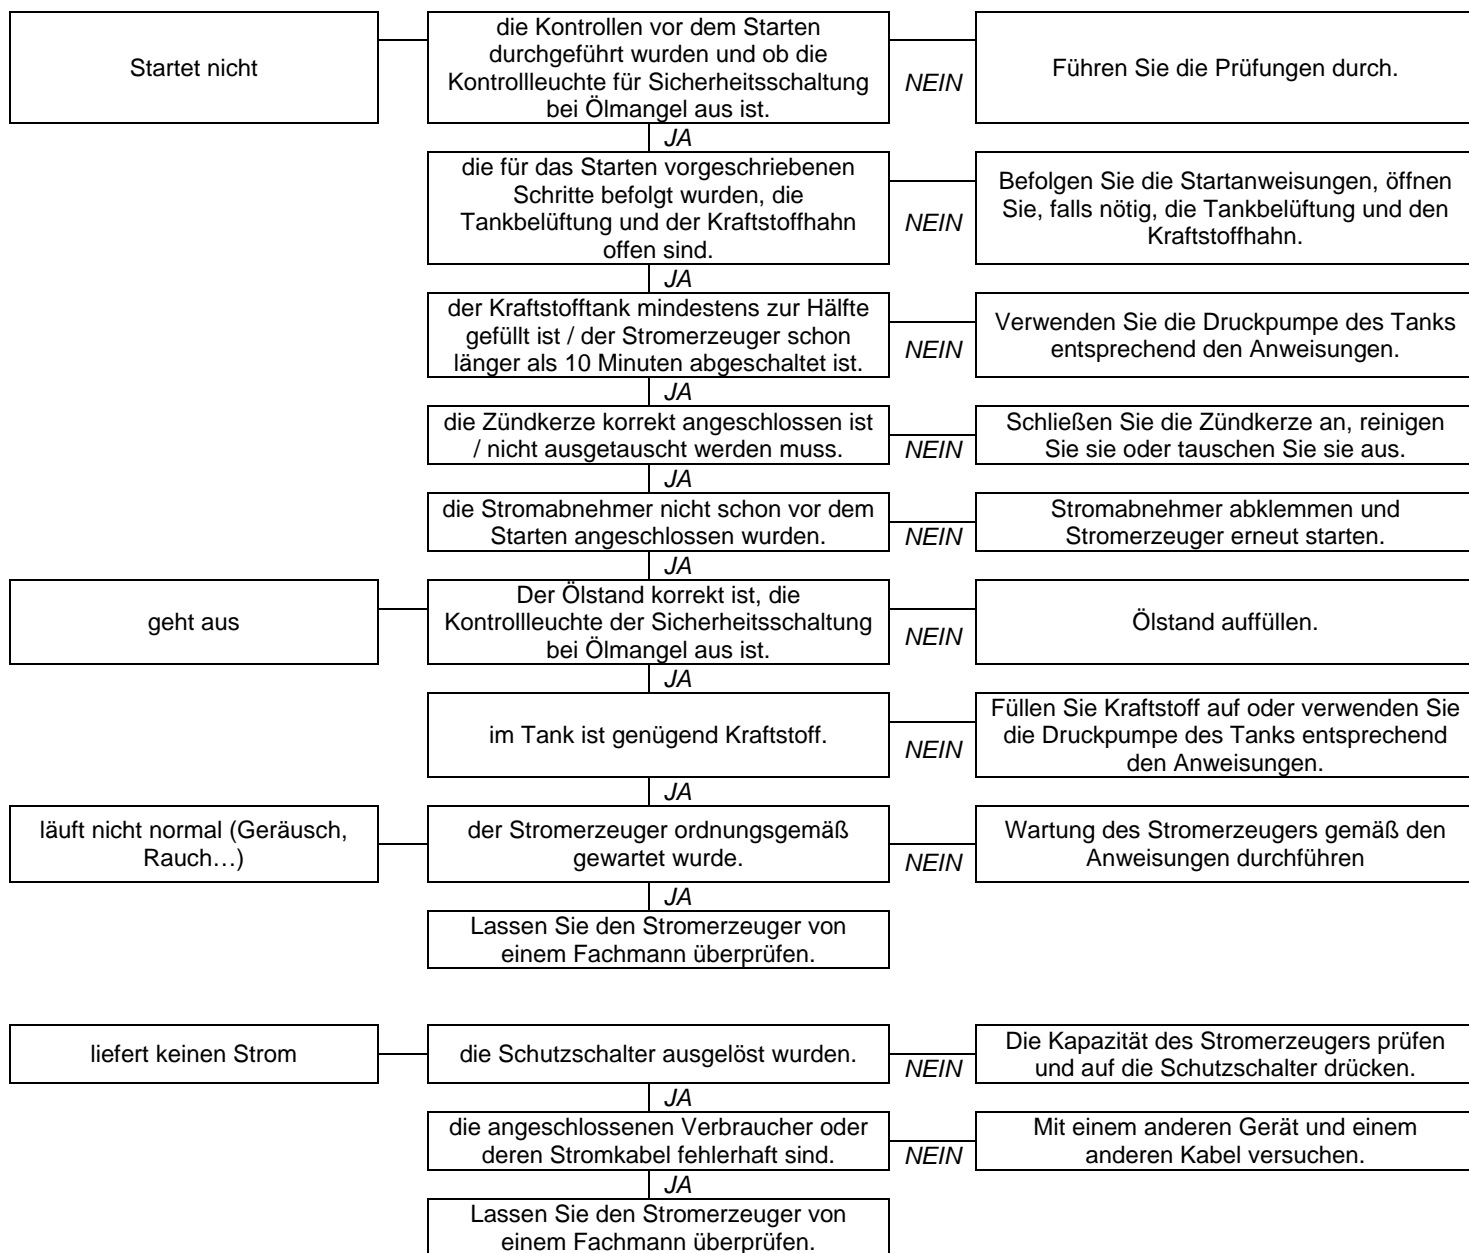 Startet nicht
die Kontrollen vor dem Starten
durchgeführt wurden und ob die
Kontrollleuchte für Sicherheitsschaltung
bei Ölmangel aus ist.
NEIN
Führen Sie die Prüfungen durch.
JA
die für das Starten vorgeschriebenen
Schritte befolgt wurden, die
Tankbelüftung und der Kraftstoffhahn
offen sind.
NEIN
Befolgen Sie die Startanweisungen, öffnen
Sie, falls nötig, die Tankbelüftung und den
Kraftstoffhahn.
JA
der Kraftstofftank mindestens zur Hälfte
gefüllt ist / der Stromerzeuger schon
länger als 10 Minuten abgeschaltet ist.
NEIN
Verwenden Sie die Druckpumpe des Tanks
entsprechend den Anweisungen.
JA
die Zündkerze korrekt angeschlossen ist
/ nicht ausgetauscht werden muss.
NEIN
Schließen Sie die Zündkerze an, reinigen
Sie sie oder tauschen Sie sie aus.
JA
die Stromabnehmer nicht schon vor dem
Starten angeschlossen wurden.
NEIN
Stromabnehmer abklemmen und
Stromerzeuger erneut starten.
JA
geht aus
Der Ölstand korrekt ist, die
Kontrollleuchte der Sicherheitsschaltung
bei Ölmangel aus ist.
NEIN
Ölstand auffüllen.
JA
im Tank ist genügend Kraftstoff.
NEIN
Füllen Sie Kraftstoff auf oder verwenden Sie
die Druckpumpe des Tanks entsprechend
den Anweisungen.
JA
läuft nicht normal (Geräusch,
Rauch…)
der Stromerzeuger ordnungsgemäß
gewartet wurde.
NEIN
Wartung des Stromerzeugers gemäß den
Anweisungen durchführen
JA
Lassen Sie den Stromerzeuger von
einem Fachmann überprüfen.
liefert keinen Strom
die Schutzschalter ausgelöst wurden.
NEIN
Die Kapazität des Stromerzeugers prüfen
und auf die Schutzschalter drücken.
JA
die angeschlossenen Verbraucher oder
deren Stromkabel fehlerhaft sind.
NEIN
Mit einem anderen Gerät und einem
anderen Kabel versuchen.
JA
Lassen Sie den Stromerzeuger von
einem Fachmann überprüfen.